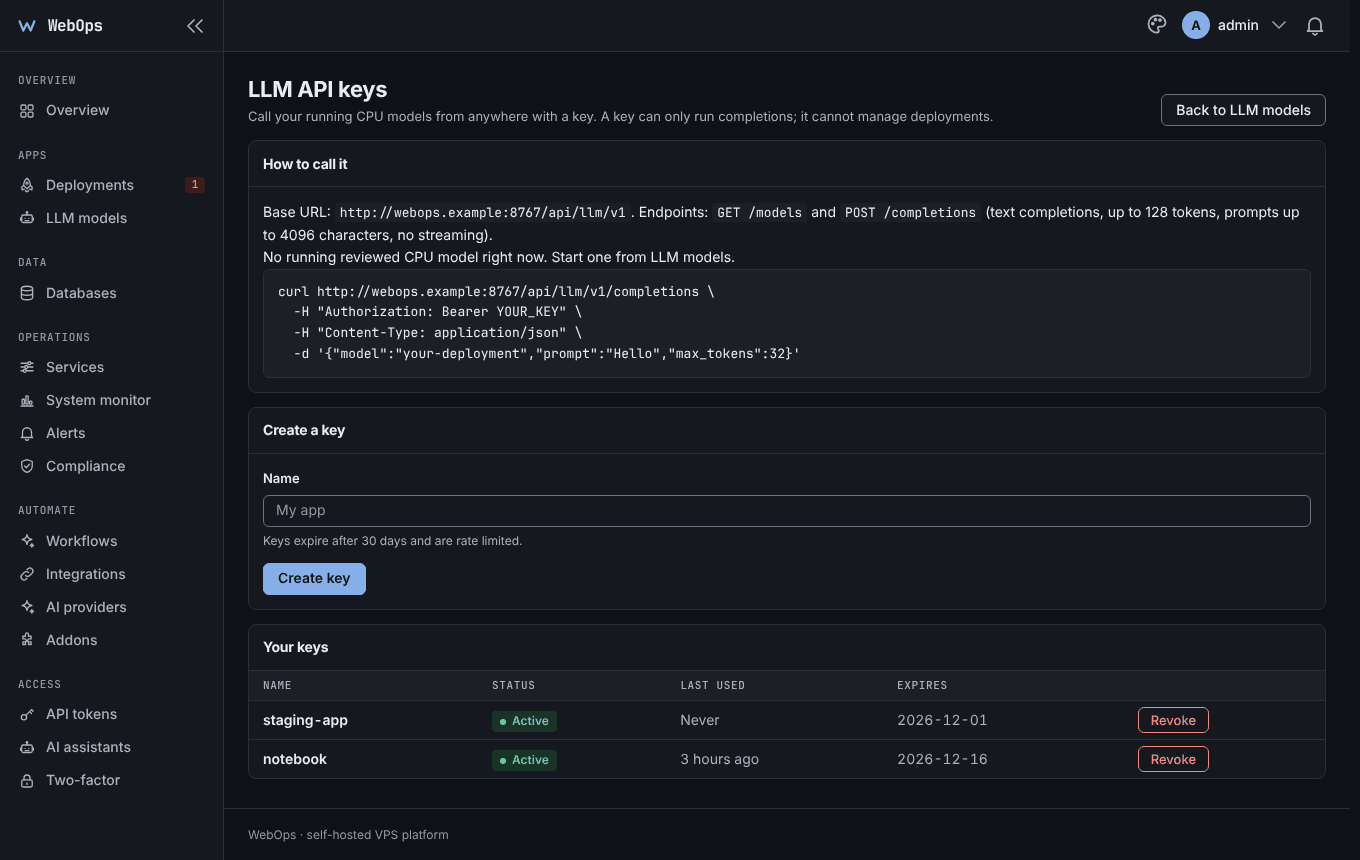 WebOps
A admin
OVERVIEW
Overview
APPS
Deployments 1
LLM models
DATA
Databases
OPERATIONS
Services
System monitor
Alerts
Compliance
AUTOMATE
Workflows
Integrations
AI providers
Addons
ACCESS
API tokens
AI assistants
Two-factor
LLM API keys
Call your running CPU models from anywhere with a key. A key can only run completions; it cannot manage deployments.
Back to LLM models
How to call it
Base URL: http://webops.example:8767/api/llm/v1 . Endpoints: GET /models and POST /completions (text completions, up to 128 tokens, prompts up
to 4096 characters, no streaming).
No running reviewed CPU model right now. Start one from LLM models.
curl http://webops.example:8767/api/llm/v1/completions \
-H "Authorization: Bearer YOUR_KEY" \
-H "Content-Type: application/json" \
-d '{"model":"your-deployment","prompt":"Hello","max_tokens":32}'
Create a key
Name
My app
Keys expire after 30 days and are rate limited.
Create key
Your keys
NAME STATUS LAST USED EXPIRES
staging-app Active Never 2026-12-01 Revoke
notebook Active 3 hours ago 2026-12-16 Revoke
WebOps · self-hosted VPS platform